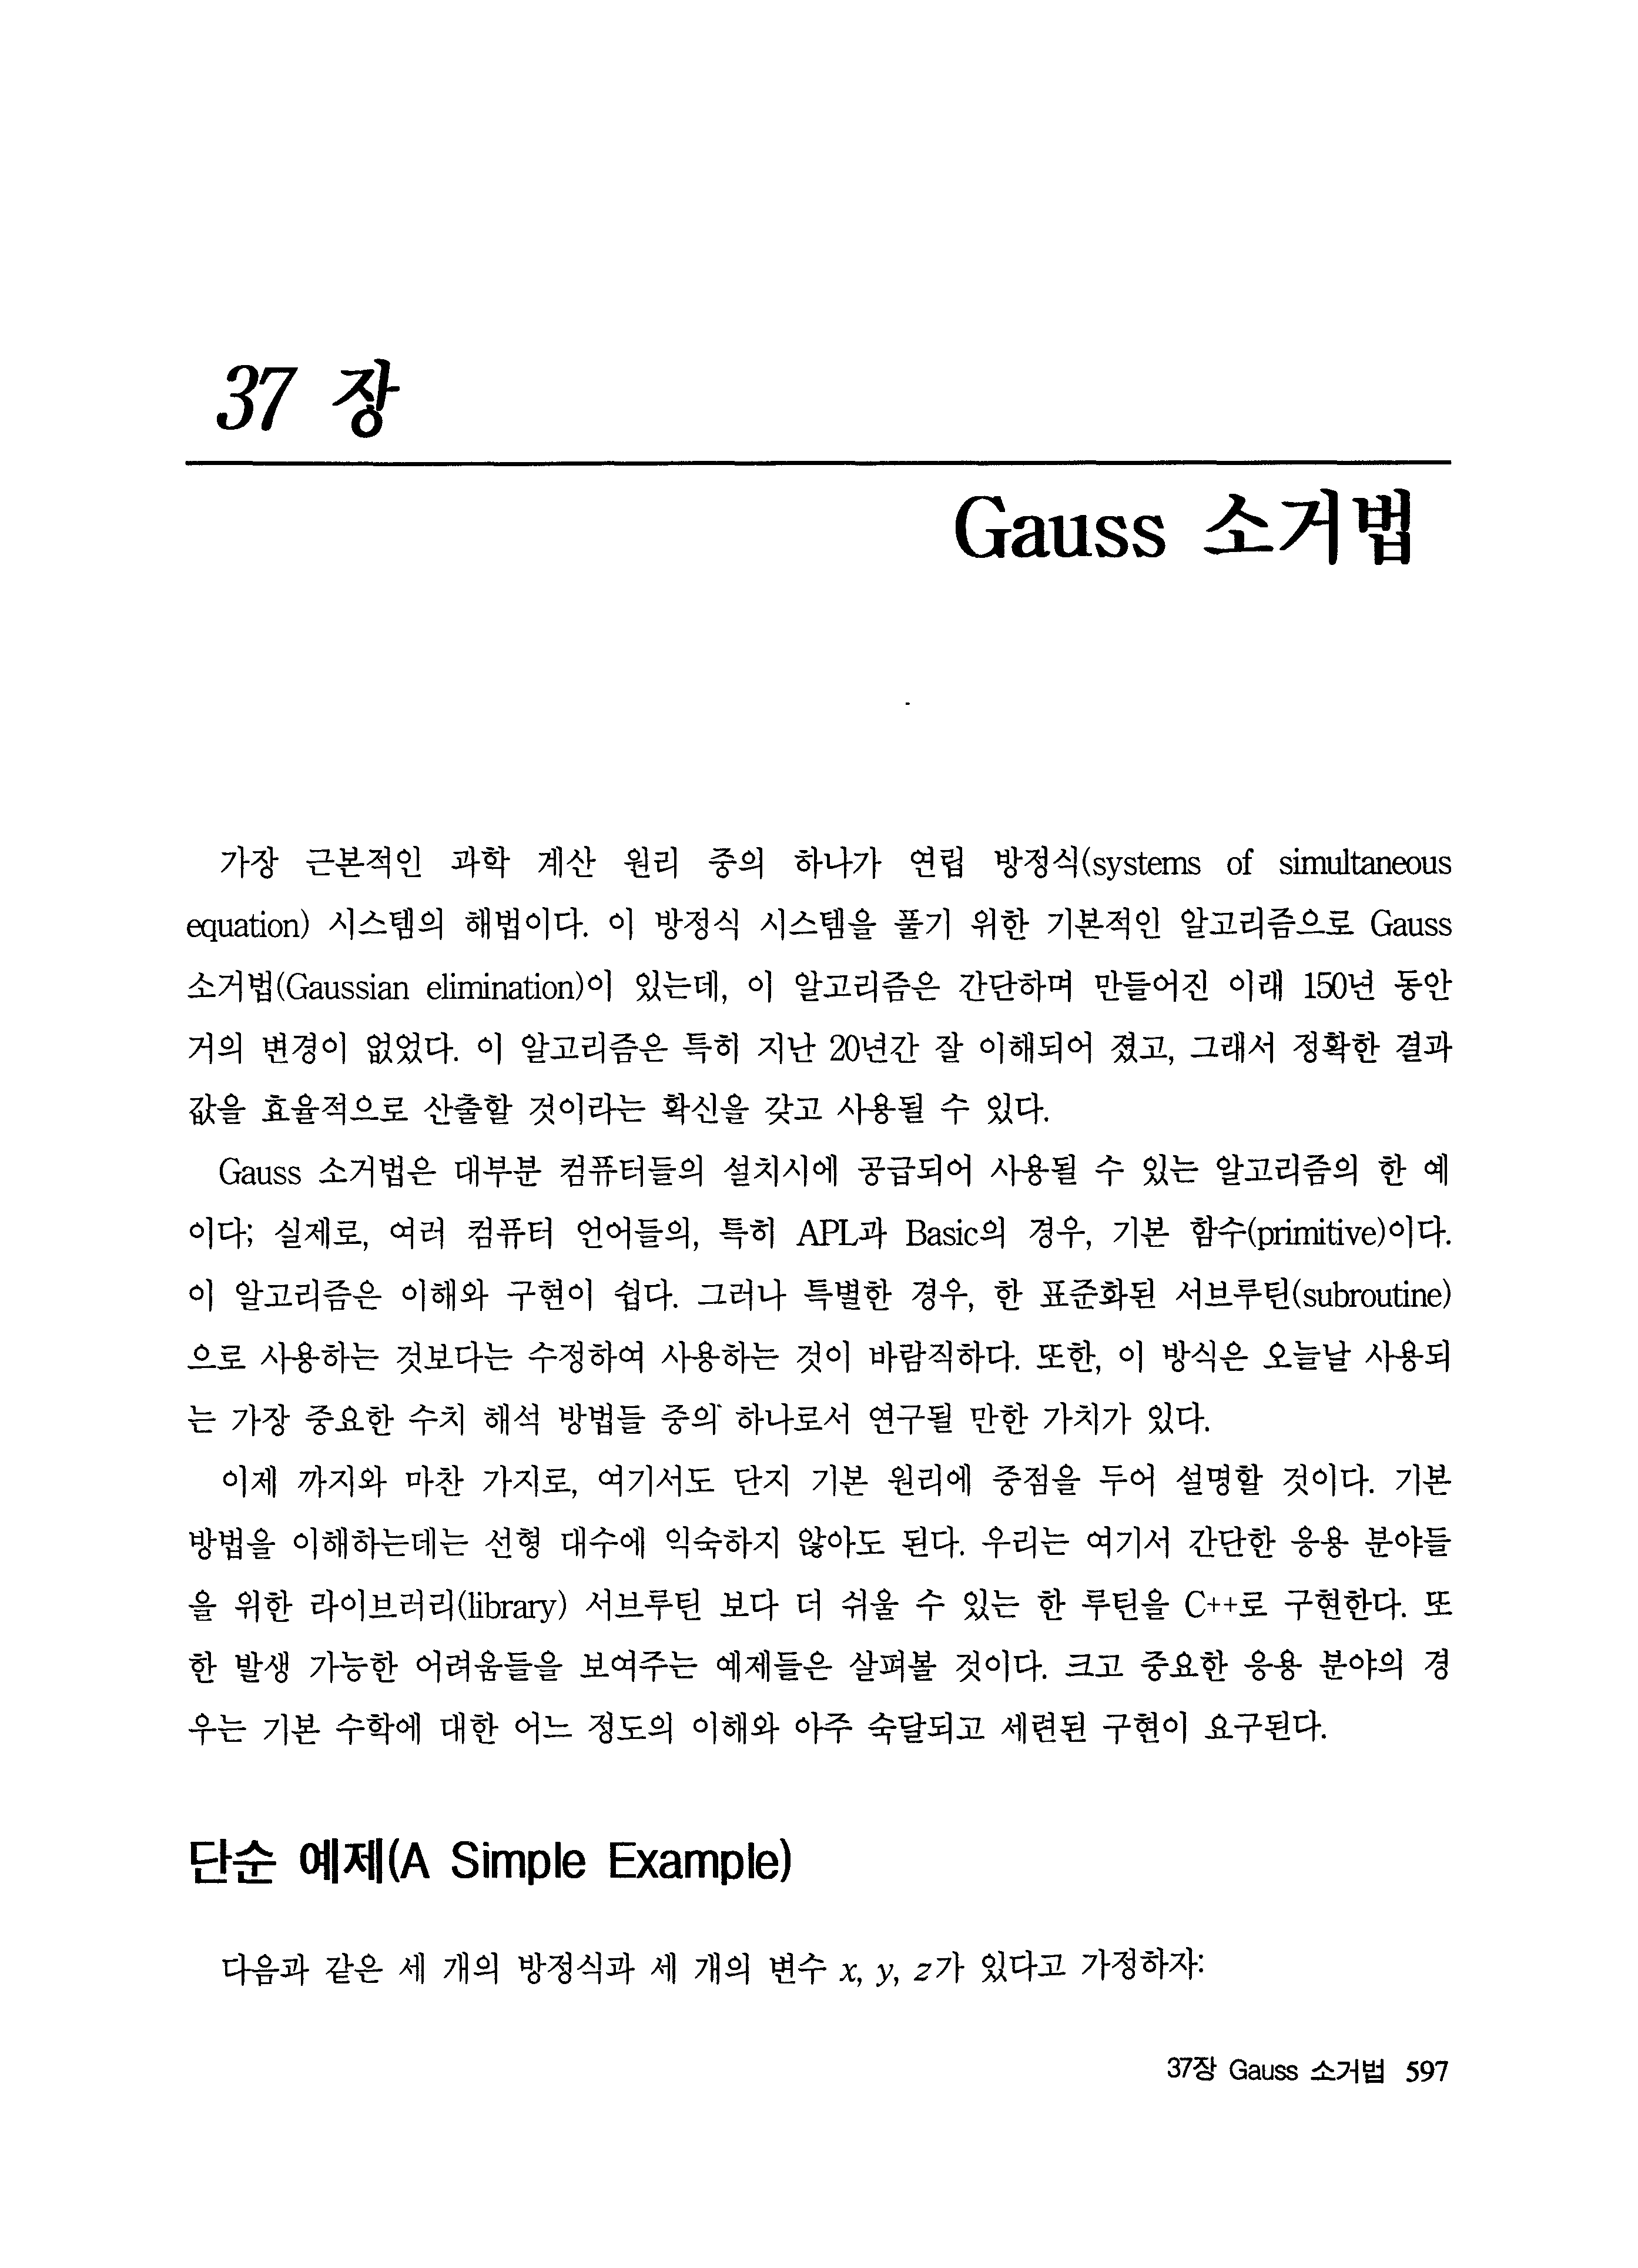 37 장
Gauss 소거법
가장 근본적인 과학 계산 원리 중의 하나가 연립 방정식(systems of simultaneous
equation) 시스템의 해법이다. 이 방정식 시스템을 풀기 위한 기본적인 알고리즘으로 Gauss
소거법(Gaussian elimination)이 있는데, 이 알고리즘은 간단하며 만들어진 이래 150년 동안
거의 변경이 없었다. 이 알고리즘은 특히 지난 20년간 잘 이해되어 졌고, 그래서 정확한 결과
값을 효율적으로 산출할 것이라는 확신을 갖고 사용될 수 있다.
Gauss 소거법은 대부분 컴퓨터들의 설치시에 공급되어 사용될 수 있는 알고리즘의 한 예
이다; 실제로, 여러 컴퓨터 언어들의, 특히 APL과 Basic의 경우, 기본 함수(primitive)이다.
이 알고리즘은 이해와 구현이 쉽다. 그러나 특별한 경우, 한 표준화된 서브루틴(subroutine)
으로 사용하는 것보다는 수정하여 사용하는 것이 바람직하다. 또한, 이 방식은 오늘날 사용되
는 가장 중요한 수치 해석 방법들 중의 하나로서 연구될 만한 가치가 있다.
이제 까지와 마찬 가지로, 여기서도 단지 기본 원리에 중점을 두어 설명할 것이다. 기본
방법을 이해하는데는 선형 대수에 익숙하지 않아도 된다. 우리는 여기서 간단한 응용 분야들
을 위한 라이브러리(library) 서브루틴 보다 더 쉬울 수 있는 한 루틴을 C++로 구현한다. 또
한 발생 가능한 어려움들을 보여주는 예제들은 살펴볼 것이다. 크고 중요한 응용 분야의 경
우는 기본 수학에 대한 어느 정도의 이해와 아주 숙달되고 세련된 구현이 요구된다.
단순 예제(A Simple Example)
다음과 같은 세 개의 방정식과 세 개의 변수 x, y, z가 있다고 가정하자:
37장 Gauss 소거법 597